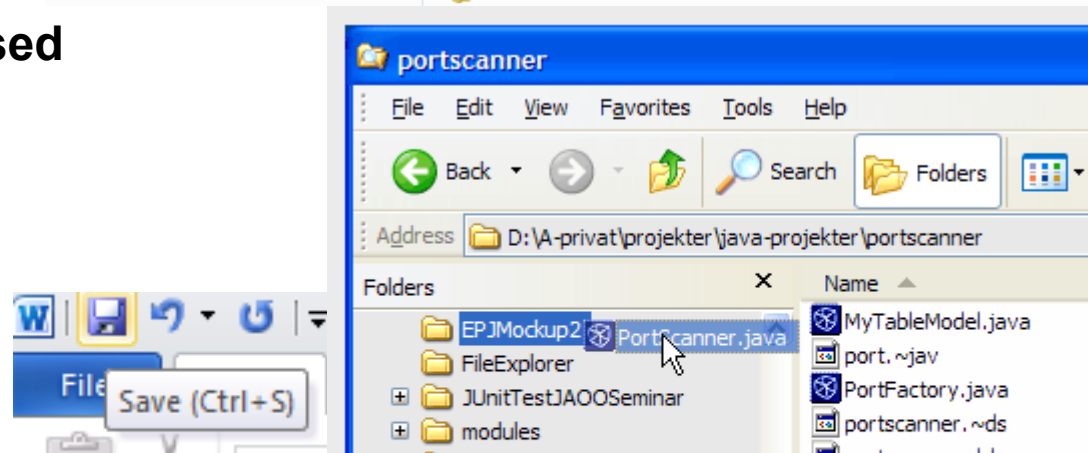 sed
portscanner
File Edit View Favorites Tools Help
Back Search Folders
Address D:\A-privat\projekter\java-projekter\portscanner
Folders X Name
EPJMockup2 PortScanner.java MyTableModel.java
FileExplorer port.~jav
JUnitTestJAOOSeminar PortFactory.java
modules portscanner.~ds
W
File
Save (Ctrl+S)